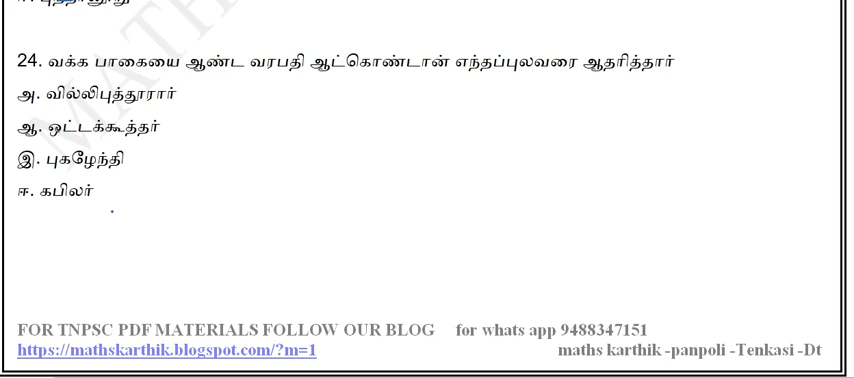 24. வக்க பாகையை ஆண்ட வரபதி ஆட்கொண்டான் எந்தப்புலவரை ஆதரித்தார்
அ. வில்லிபுத்தூரார்
ஆ. ஒட்டக்கூத்தர்
இ. புகழேந்தி
ஈ. கபிலர்
FOR TNPSC PDF MATERIALS FOLLOW OUR BLOG for whats app 9488347151
https://mathskarthik.blogspot.com/?m=1 maths karthik -panpoli -Tenkasi -Dt